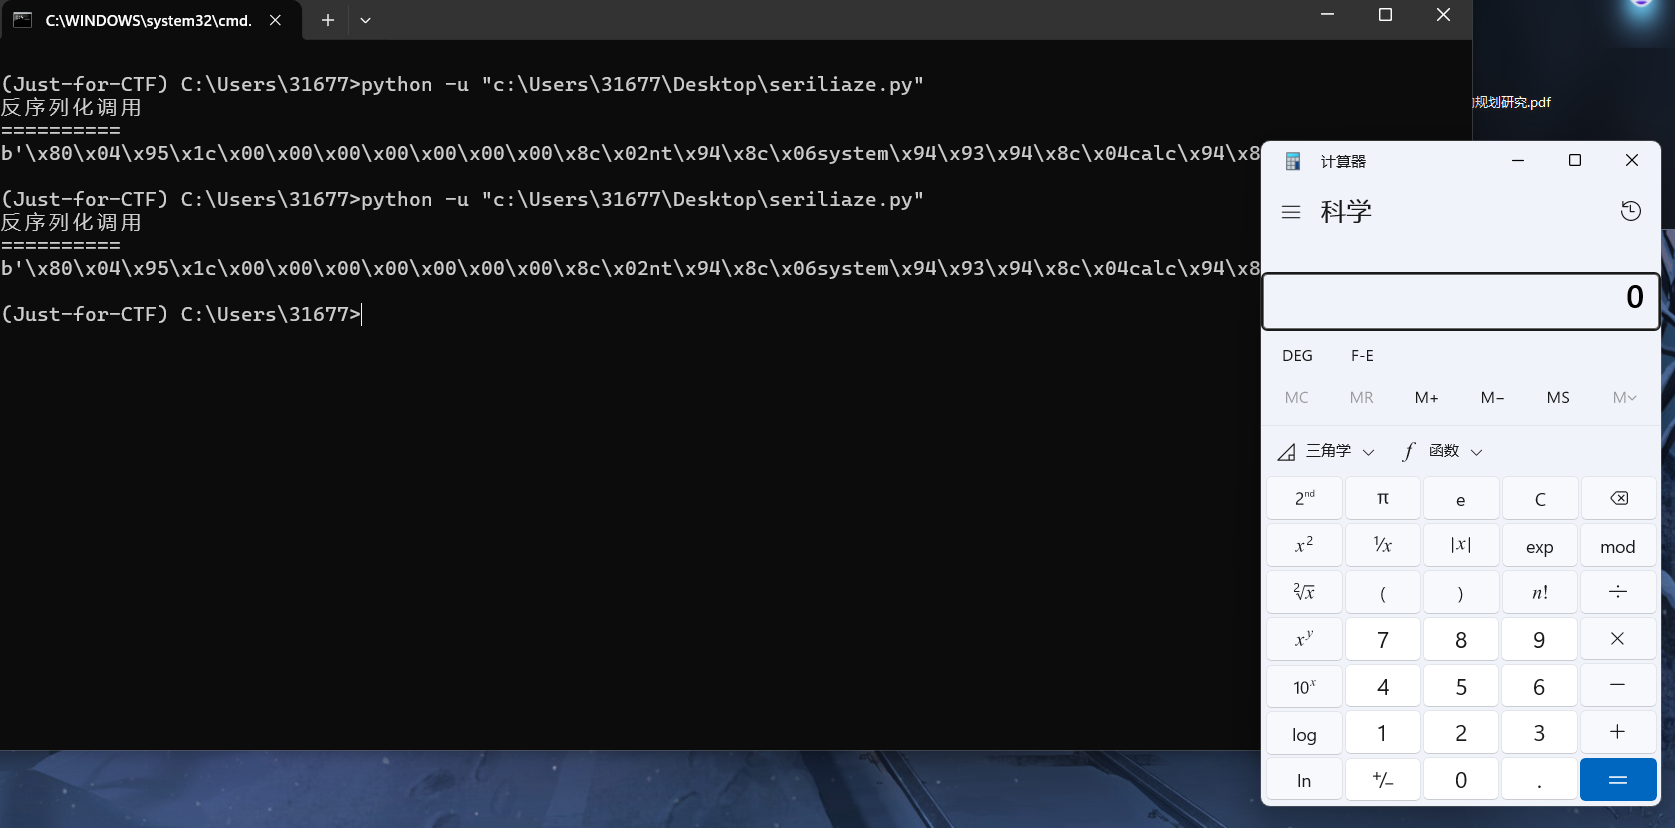 C:\WINDOWS\system32\cmd.
(Just-for-CTF) C:\Users\31677>python -u "c:\Users\31677\Desktop\seriliaze.py"
反序列化调用
==========
b'\x80\x04\x95\x1c\x00\x00\x00\x00\x00\x00\x00\x8c\x02nt\x94\x8c\x06system\x94\x93\x94\x8c\x04calc\x94\x8
(Just-for-CTF) C:\Users\31677>python -u "c:\Users\31677\Desktop\seriliaze.py"
反序列化调用
==========
b'\x80\x04\x95\x1c\x00\x00\x00\x00\x00\x00\x00\x8c\x02nt\x94\x8c\x06system\x94\x93\x94\x8c\x04calc\x94\x8
(Just-for-CTF) C:\Users\31677>
规划研究.pdf
计算器
科学
0
DEG F-E
MC MR M+ M− MS M
三角学 f 函数
2ⁿᵈ π e C
x² ¹⁄x |x| exp mod
²√x ( ) n! ÷
xʸ 7 8 9 ×
10ˣ 4 5 6 −
log 1 2 3 +
ln +/− 0 . =